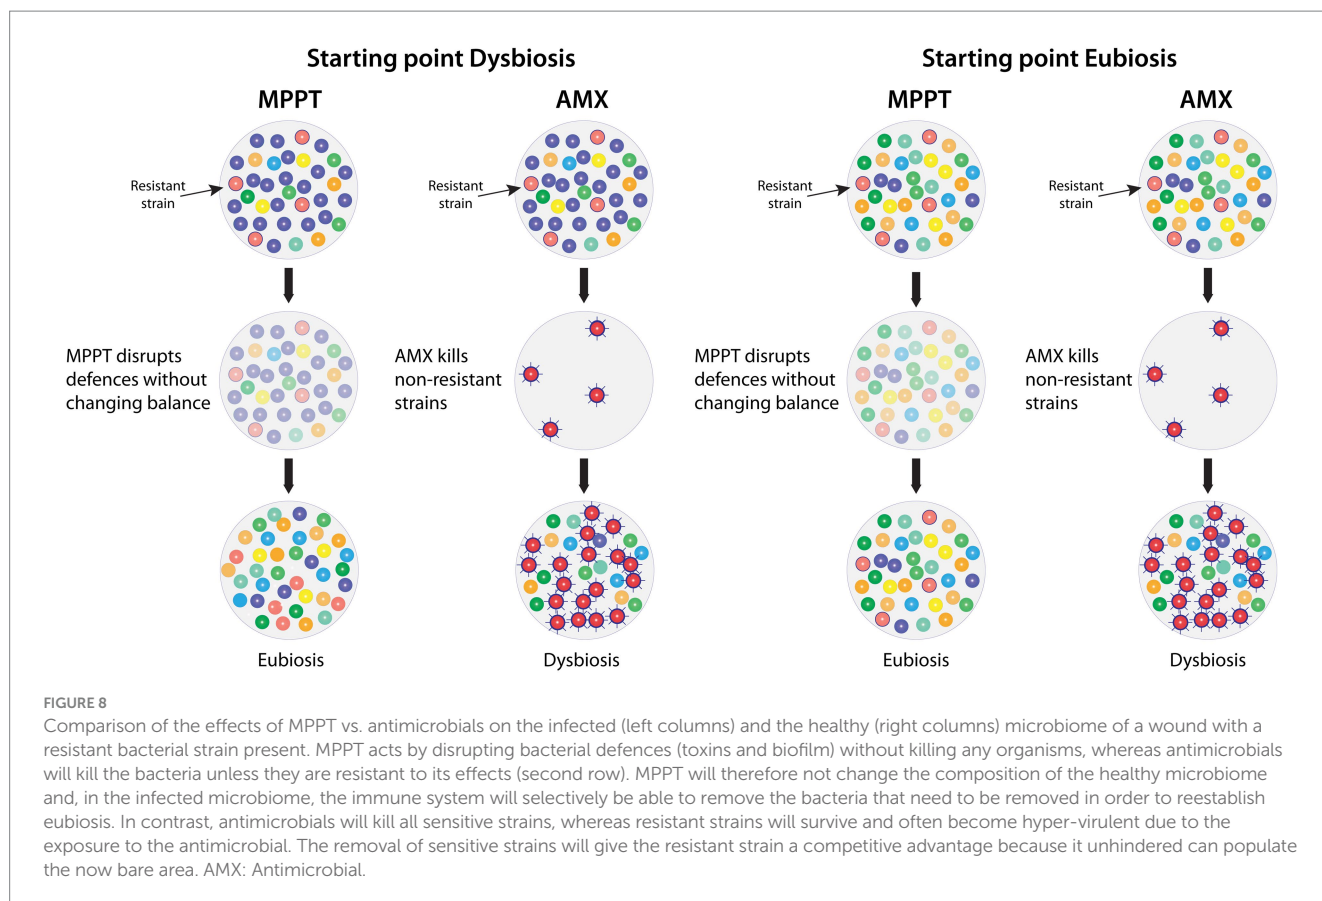 Starting point Dysbiosis
Starting point Eubiosis
MPPT
AMX
MPPT
AMX
Resistant
strain
Resistant
strain
Resistant
strain
Resistant
strain
MPPT disrupts
defences without
changing balance
AMX kills
non-resistant
strains
MPPT disrupts
defences without
changing balance
AMX kills
non-resistant
strains
Eubiosis
Dysbiosis
Eubiosis
Dysbiosis
FIGURE 8
Comparison of the effects of MPPT vs. antimicrobials on the infected (left columns) and the healthy (right columns) microbiome of a wound with a
resistant bacterial strain present. MPPT acts by disrupting bacterial defences (toxins and biofilm) without killing any organisms, whereas antimicrobials
will kill the bacteria unless they are resistant to its effects (second row). MPPT will therefore not change the composition of the healthy microbiome
and, in the infected microbiome, the immune system will selectively be able to remove the bacteria that need to be removed in order to reestablish
eubiosis. In contrast, antimicrobials will kill all sensitive strains, whereas resistant strains will survive and often become hyper-virulent due to the
exposure to the antimicrobial. The removal of sensitive strains will give the resistant strain a competitive advantage because it unhindered can populate
the now bare area. AMX: Antimicrobial.